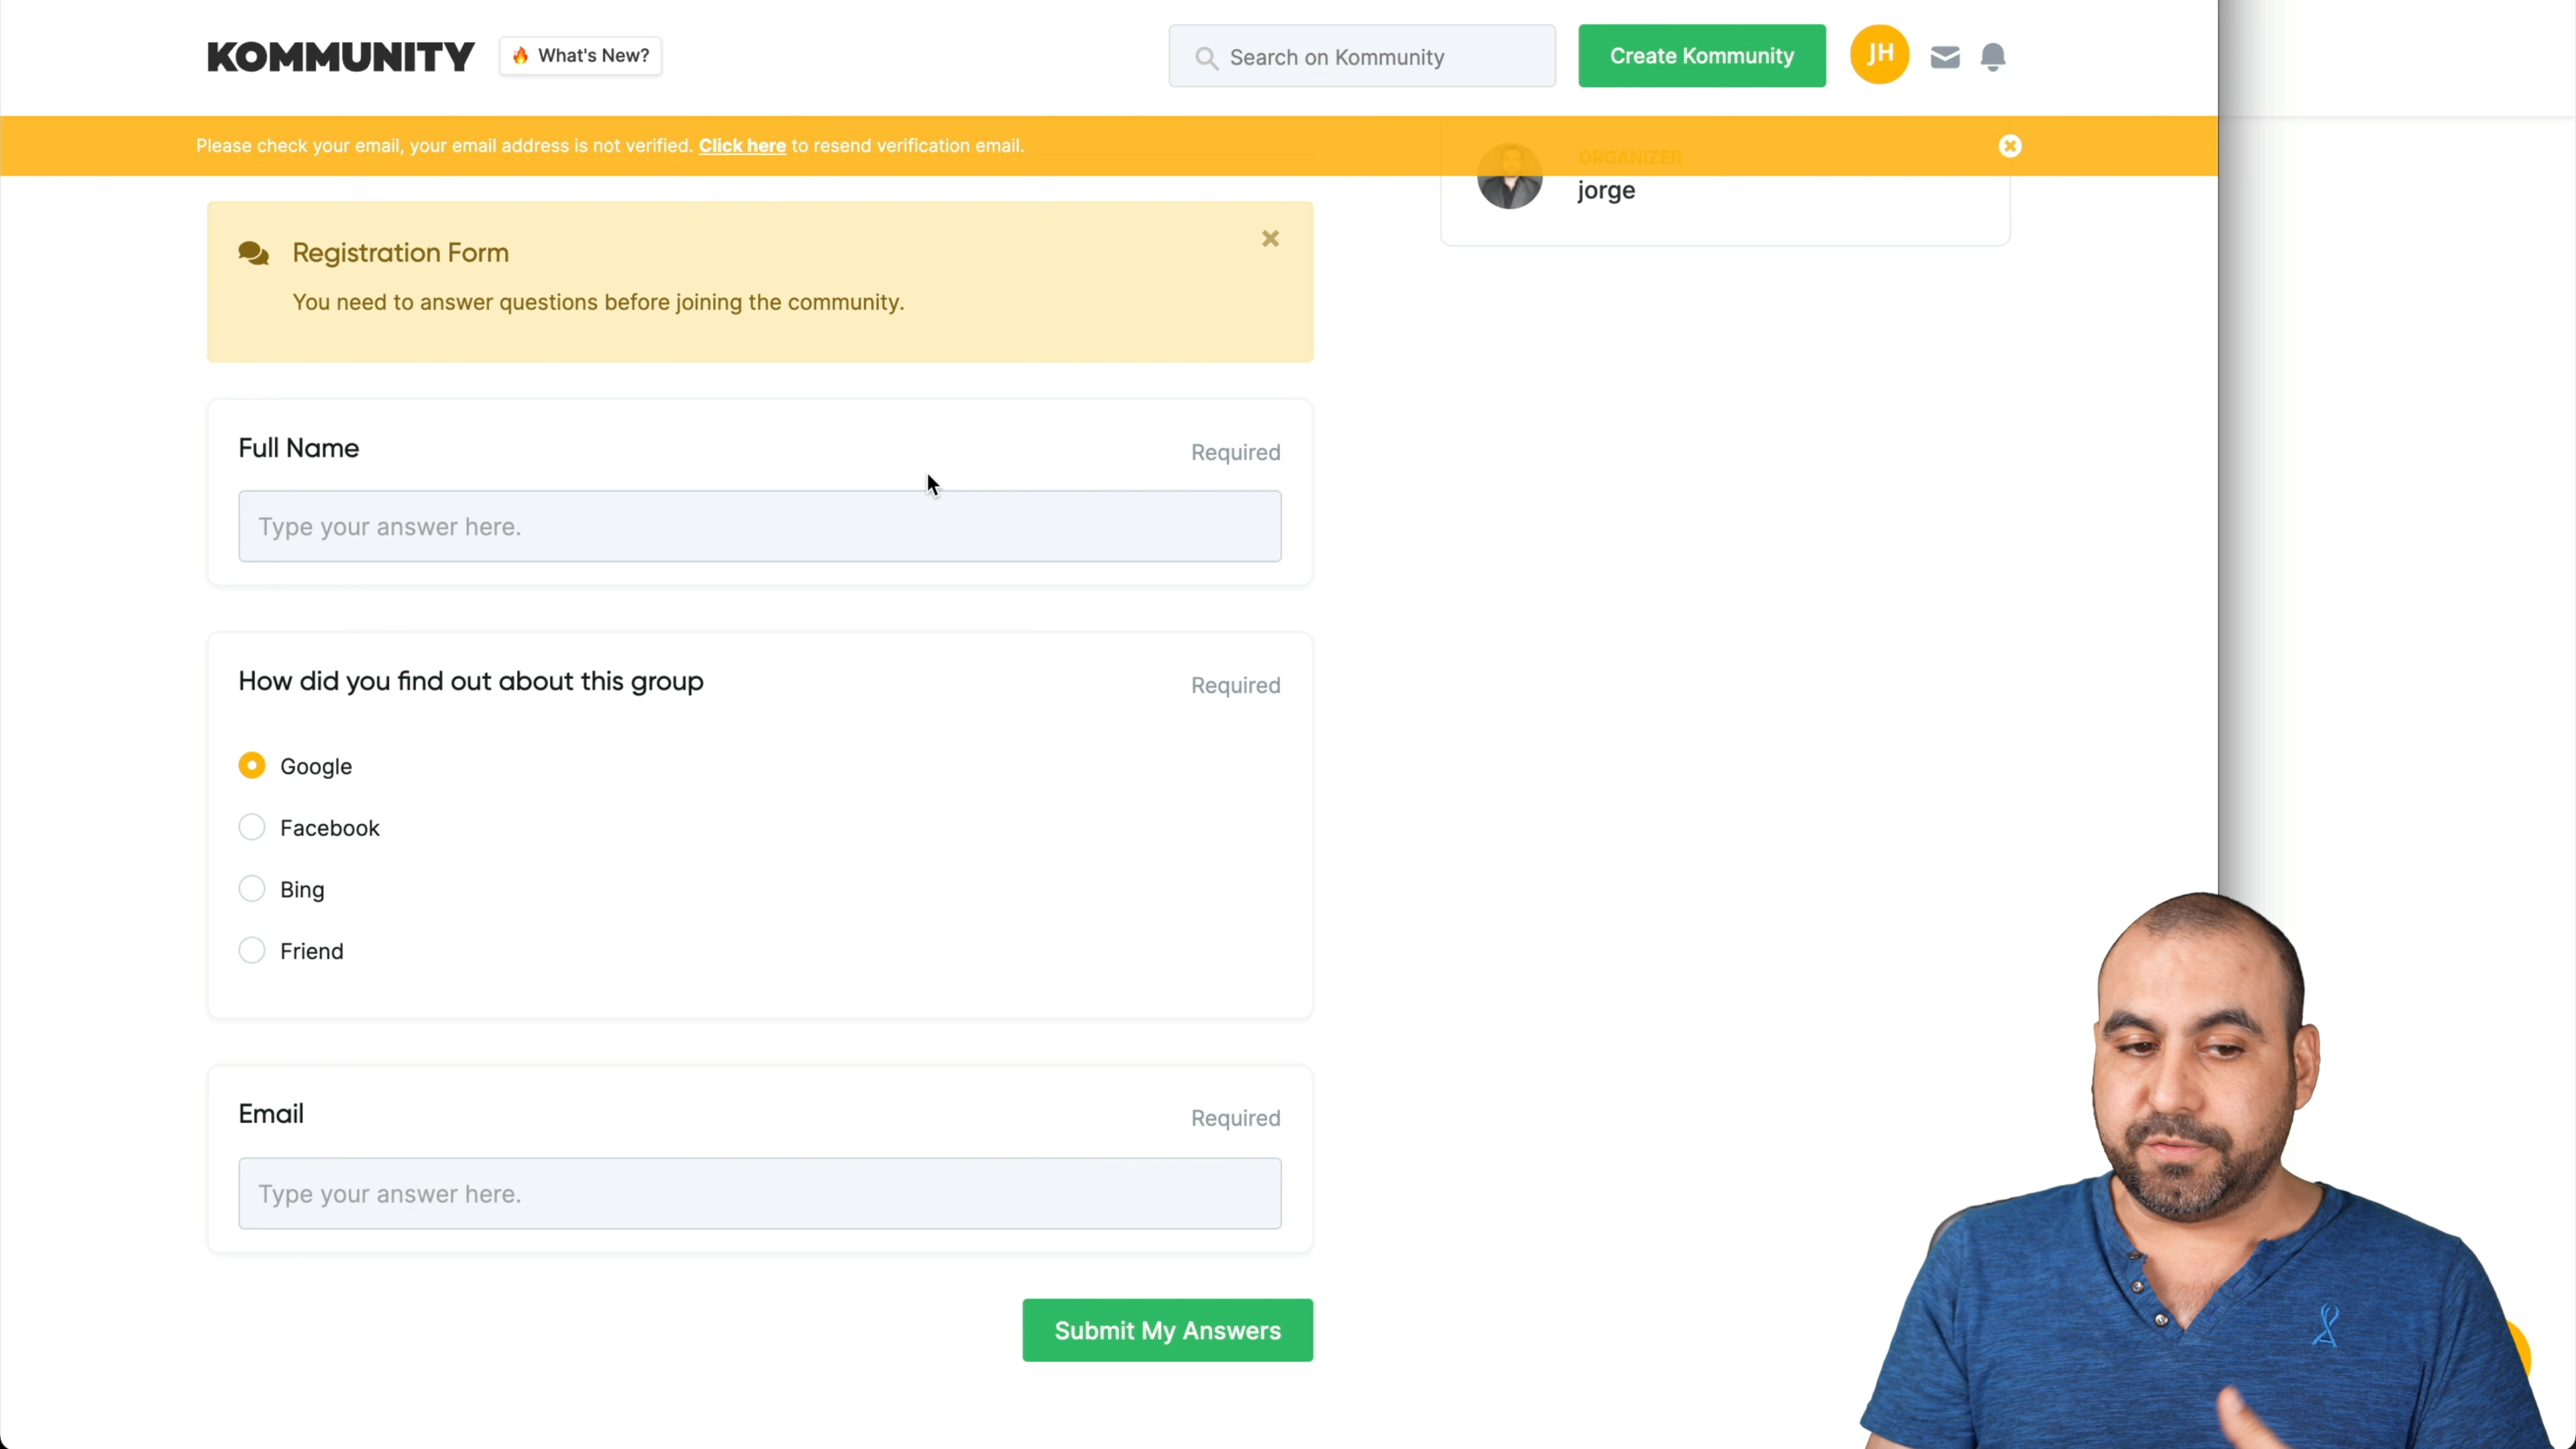 KOMMUNITY
What's New?
Search on Kommunity
Create Kommunity
JH
Please check your email, your email address is not verified. Click here to resend verification email.
ORGANIZER
jorge
Registration Form
You need to answer questions before joining the community.
Full Name
Required
Type your answer here.
How did you find out about this group
Required
Google
Facebook
Bing
Friend
Email
Required
Type your answer here.
Submit My Answers